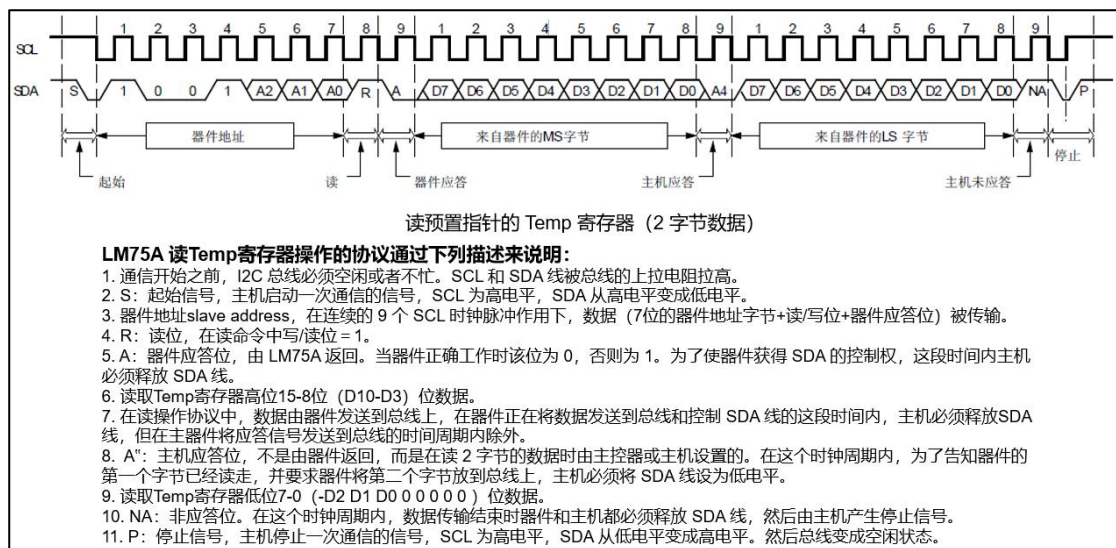 1 2 3 4 5 6 7 8 9 1 2 3 4 5 6 7 8 9 1 2 3 4 5 6 7 8 9
SCL
SDA S 1 0 0 1 A2 A1 A0 R A D7 D6 D5 D4 D3 D2 D1 D0 A4 D7 D6 D5 D4 D3 D2 D1 D0 NA P
器件地址 来自器件的MS字节 来自器件的LS 字节 停止
起始 读 器件应答 主机应答 主机未应答
读预置指针的 Temp 寄存器（2 字节数据）
LM75A 读Temp寄存器操作的协议通过下列描述来说明：
1. 通信开始之前，I2C 总线必须空闲或者不忙。SCL 和 SDA 线被总线的上拉电阻拉高。
2. S：起始信号，主机启动一次通信的信号，SCL 为高电平，SDA 从高电平变成低电平。
3. 器件地址slave address，在连续的 9 个 SCL 时钟脉冲作用下，数据（7位的器件地址字节+读/写位+器件应答位）被传输。
4. R：读位，在读命令中写/读位 = 1。
5. A：器件应答位，由 LM75A 返回。当器件正确工作时该位为 0，否则为 1。为了使器件获得 SDA 的控制权，这段时间内主机
必须释放 SDA 线。
6. 读取Temp寄存器高位15-8位（D10-D3）位数据。
7. 在读操作协议中，数据由器件发送到总线上，在器件正在将数据发送到总线和控制 SDA 线的这段时间内，主机必须释放SDA
线，但在主器件将应答信号发送到总线的时间周期内除外。
8. A‟：主机应答位，不是由器件返回，而是在读 2 字节的数据时由主控器或主机设置的。在这个时钟周期内，为了告知器件的
第一个字节已经读走，并要求器件将第二个字节放到总线上，主机必须将 SDA 线设为低电平。
9. 读取Temp寄存器低位7-0（-D2 D1 D0 0 0 0 0 0 ）位数据。
10. NA：非应答位。在这个时钟周期内，数据传输结束时器件和主机都必须释放 SDA 线，然后由主机产生停止信号。
11. P：停止信号，主机停止一次通信的信号，SCL 为高电平，SDA 从低电平变成高电平。然后总线变成空闲状态。